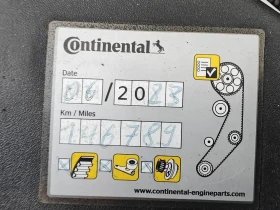 Continental
Date
06/2023
Km / Miles
146789
www.continental-engineparts.com